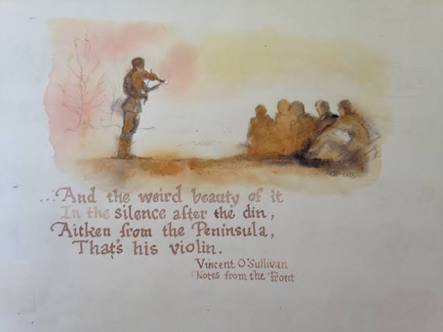 ...And the weird beauty of it
In the silence after the din,
Aitken from the Peninsula,
That's his violin.
Vincent O'Sullivan
Notes from the Front